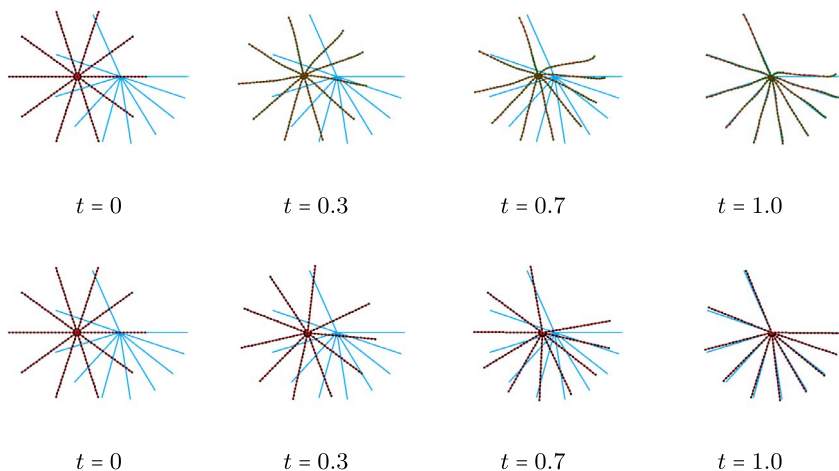 t = 0 t = 0.3 t = 0.7 t = 1.0
t = 0 t = 0.3 t = 0.7 t = 1.0